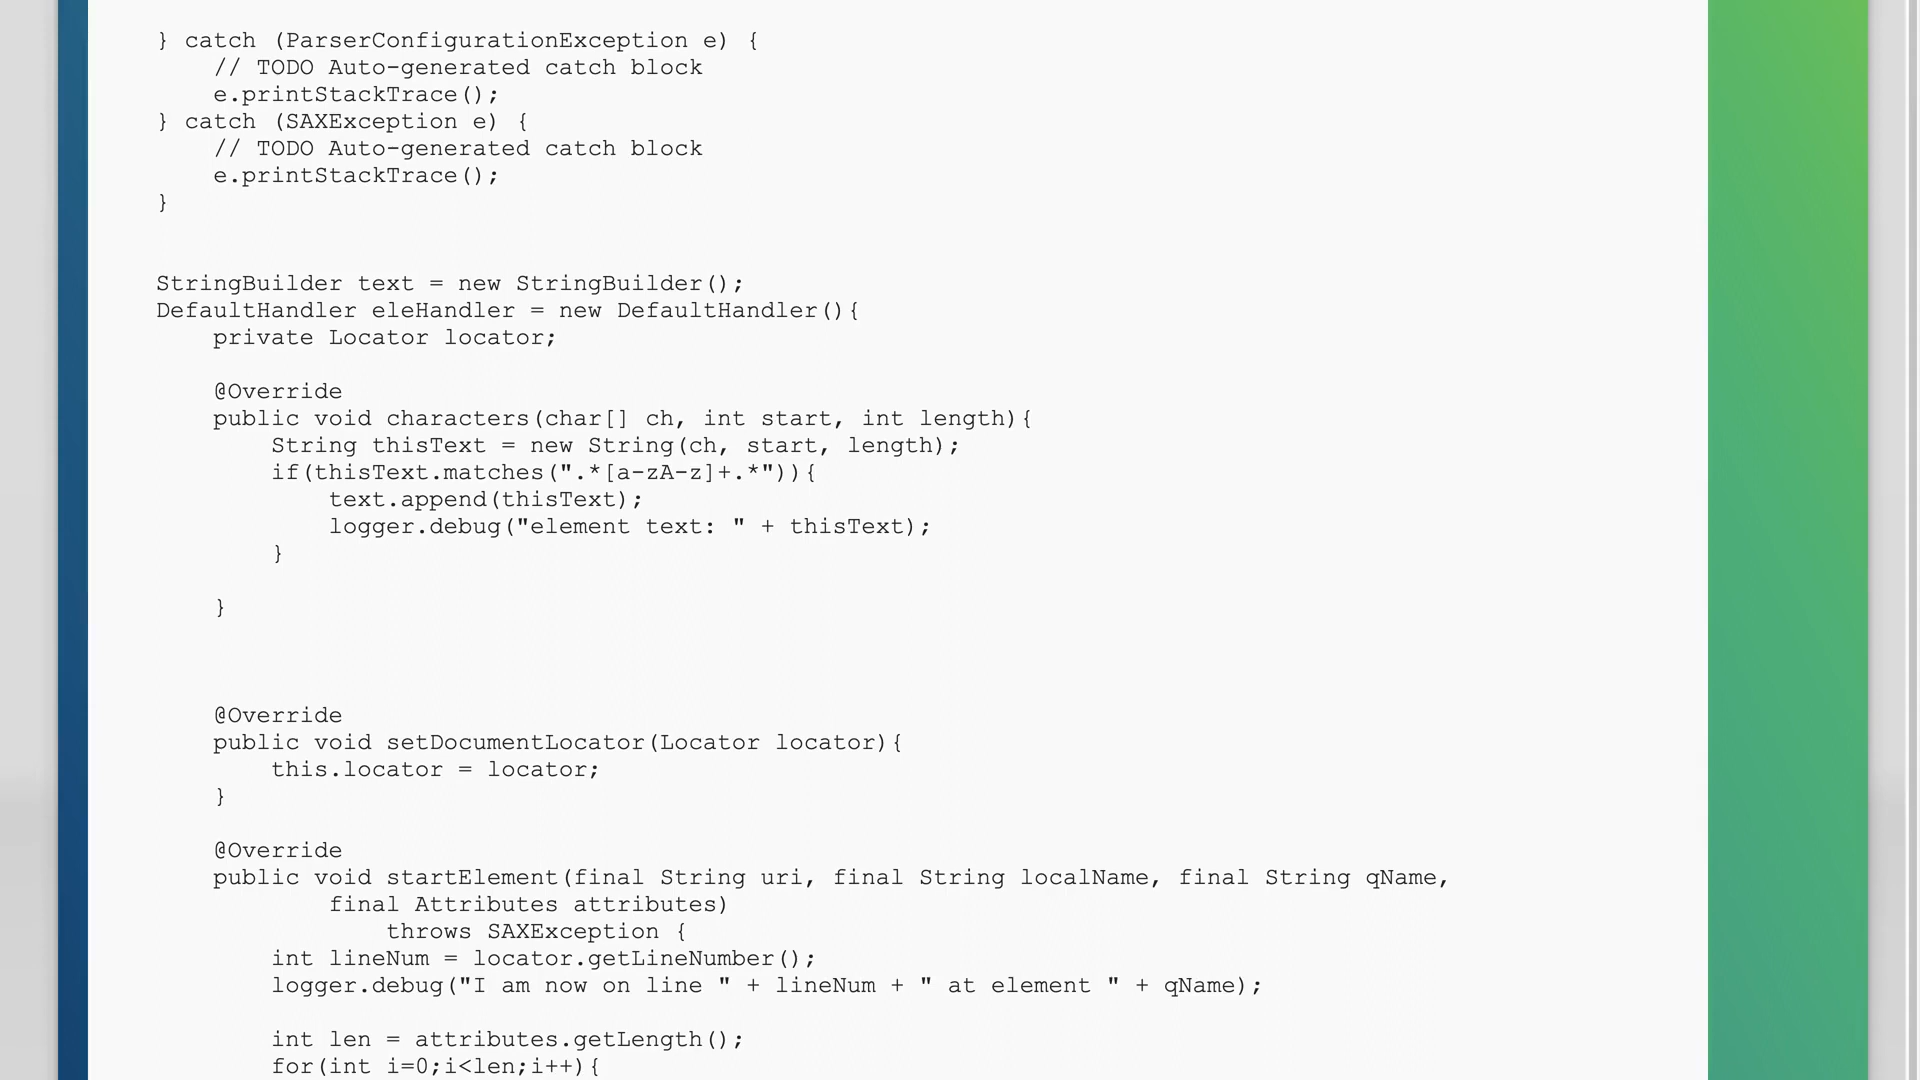 } catch (ParserConfigurationException e) {
    // TODO Auto-generated catch block
    e.printStackTrace();
} catch (SAXException e) {
    // TODO Auto-generated catch block
    e.printStackTrace();
}
StringBuilder text = new StringBuilder();
DefaultHandler eleHandler = new DefaultHandler(){
    private Locator locator;
    @Override
    public void characters(char[] ch, int start, int length){
        String thisText = new String(ch, start, length);
        if(thisText.matches(".*[a-zA-z]+.*")){
            text.append(thisText);
            logger.debug("element text: " + thisText);
        }
    }
    @Override
    public void setDocumentLocator(Locator locator){
        this.locator = locator;
    }
    @Override
    public void startElement(final String uri, final String localName, final String qName,
            final Attributes attributes)
                throws SAXException {
        int lineNum = locator.getLineNumber();
        logger.debug("I am now on line " + lineNum + " at element " + qName);
        int len = attributes.getLength();
        for(int i=0;i<len;i++){